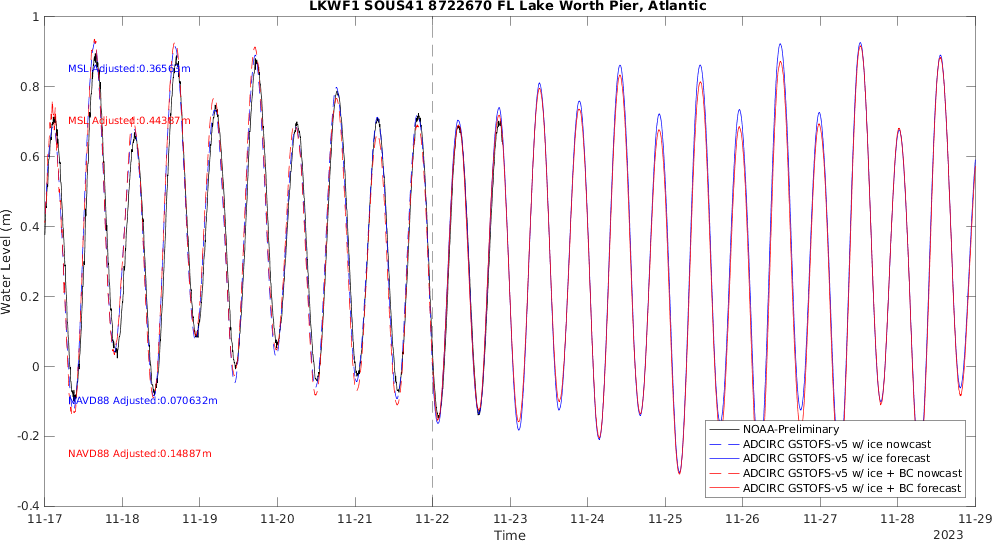 LKWF1 SOUS41 8722670 FL Lake Worth Pier, Atlantic
1
0.8
0.6
0.4
0.2
0
-0.2
-0.4
Water Level (m)
MSL Adjusted:0.3656 m
MSL Adjusted:0.44387m
NAVD88 Adjusted:0.070632m
NAVD88 Adjusted:0.14887m
NOAA-Preliminary
ADCIRC GSTOFS-v5 w/ ice nowcast
ADCIRC GSTOFS-v5 w/ ice forecast
ADCIRC GSTOFS-v5 w/ ice + BC nowcast
ADCIRC GSTOFS-v5 w/ ice + BC forecast
11-17 11-18 11-19 11-20 11-21 11-22 11-23 11-24 11-25 11-26 11-27 11-28 11-29
Time
2023